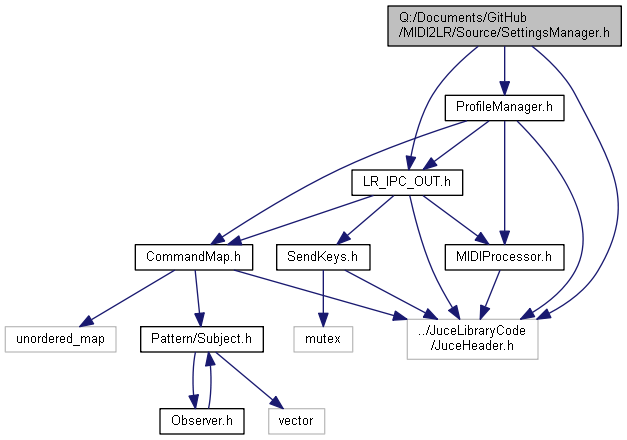 Q:/Documents/GitHub
/MIDI2LR/Source/SettingsManager.h
ProfileManager.h
LR_IPC_OUT.h
CommandMap.h
SendKeys.h
MIDIProcessor.h
unordered_map
Pattern/Subject.h
mutex
../JuceLibraryCode
/JuceHeader.h
Observer.h
vector